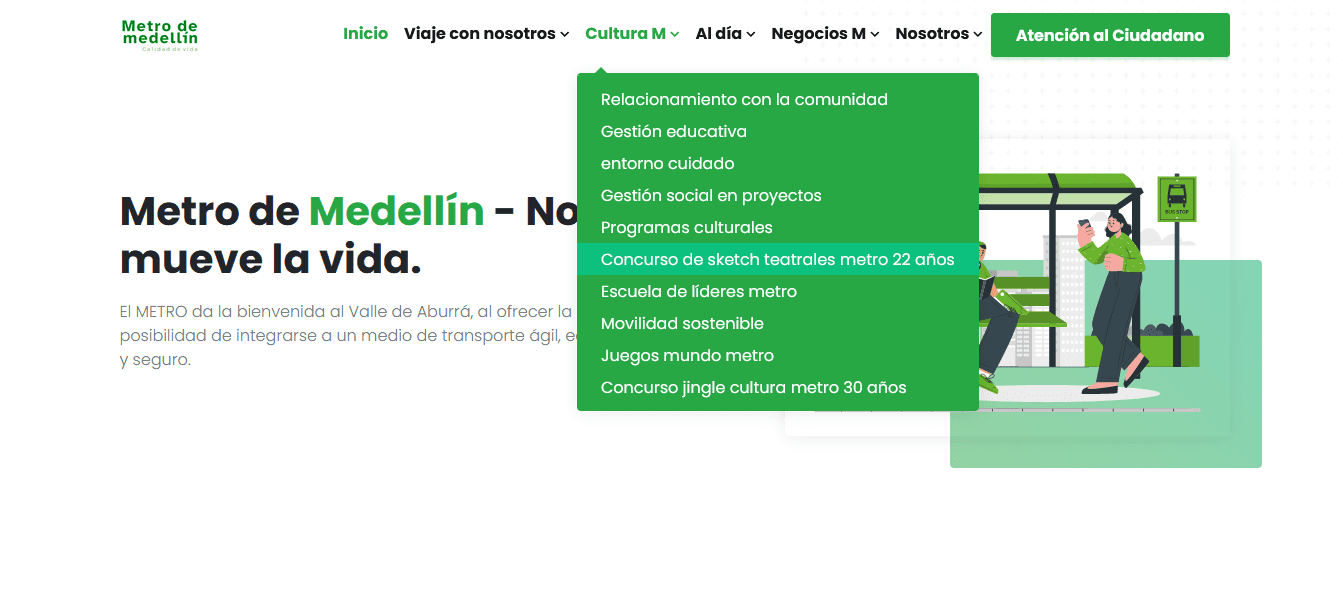 Metro de
medellín
Calidad de vida
Inicio Viaje con nosotros Cultura M Al día Negocios M Nosotros Atención al Ciudadano
Relacionamiento con la comunidad
Gestión educativa
entorno cuidado
Gestión social en proyectos
Programas culturales
Concurso de sketch teatrales metro 22 años
Escuela de líderes metro
Movilidad sostenible
Juegos mundo metro
Concurso jingle cultura metro 30 años
Metro de Medellín - No
mueve la vida.
El METRO da la bienvenida al Valle de Aburrá, al ofrecer la
posibilidad de integrarse a un medio de transporte ágil,
y seguro.
BUS STOP